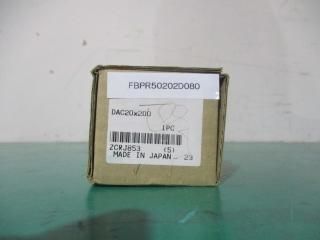 FBPR50202D080
DAC20x200
1PC
ZCRJ853 (5)
MADE IN JAPAN 23